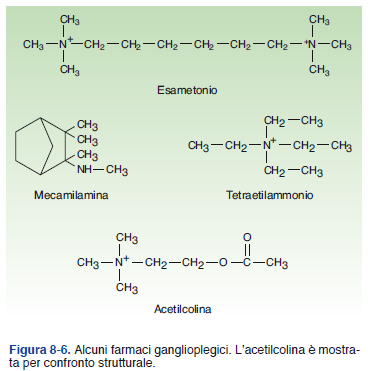 CH₃ CH₃
CH₃—N⁺—CH₂—CH₂—CH₂—CH₂—CH₂—CH₂—⁺N—CH₃
CH₃ CH₃
Esametonio
CH₃
CH₃
CH₃
NH—CH₃
Mecamilamina
CH₂—CH₃
CH₃—CH₂—N⁺—CH₂—CH₃
CH₂—CH₃
Tetraetilammonio
CH₃ O
CH₃—N⁺—CH₂—CH₂—O—C—CH₃
CH₃
Acetilcolina
Figura 8-6. Alcuni farmaci ganglioplegici. L'acetilcolina è mostra-
ta per confronto strutturale.